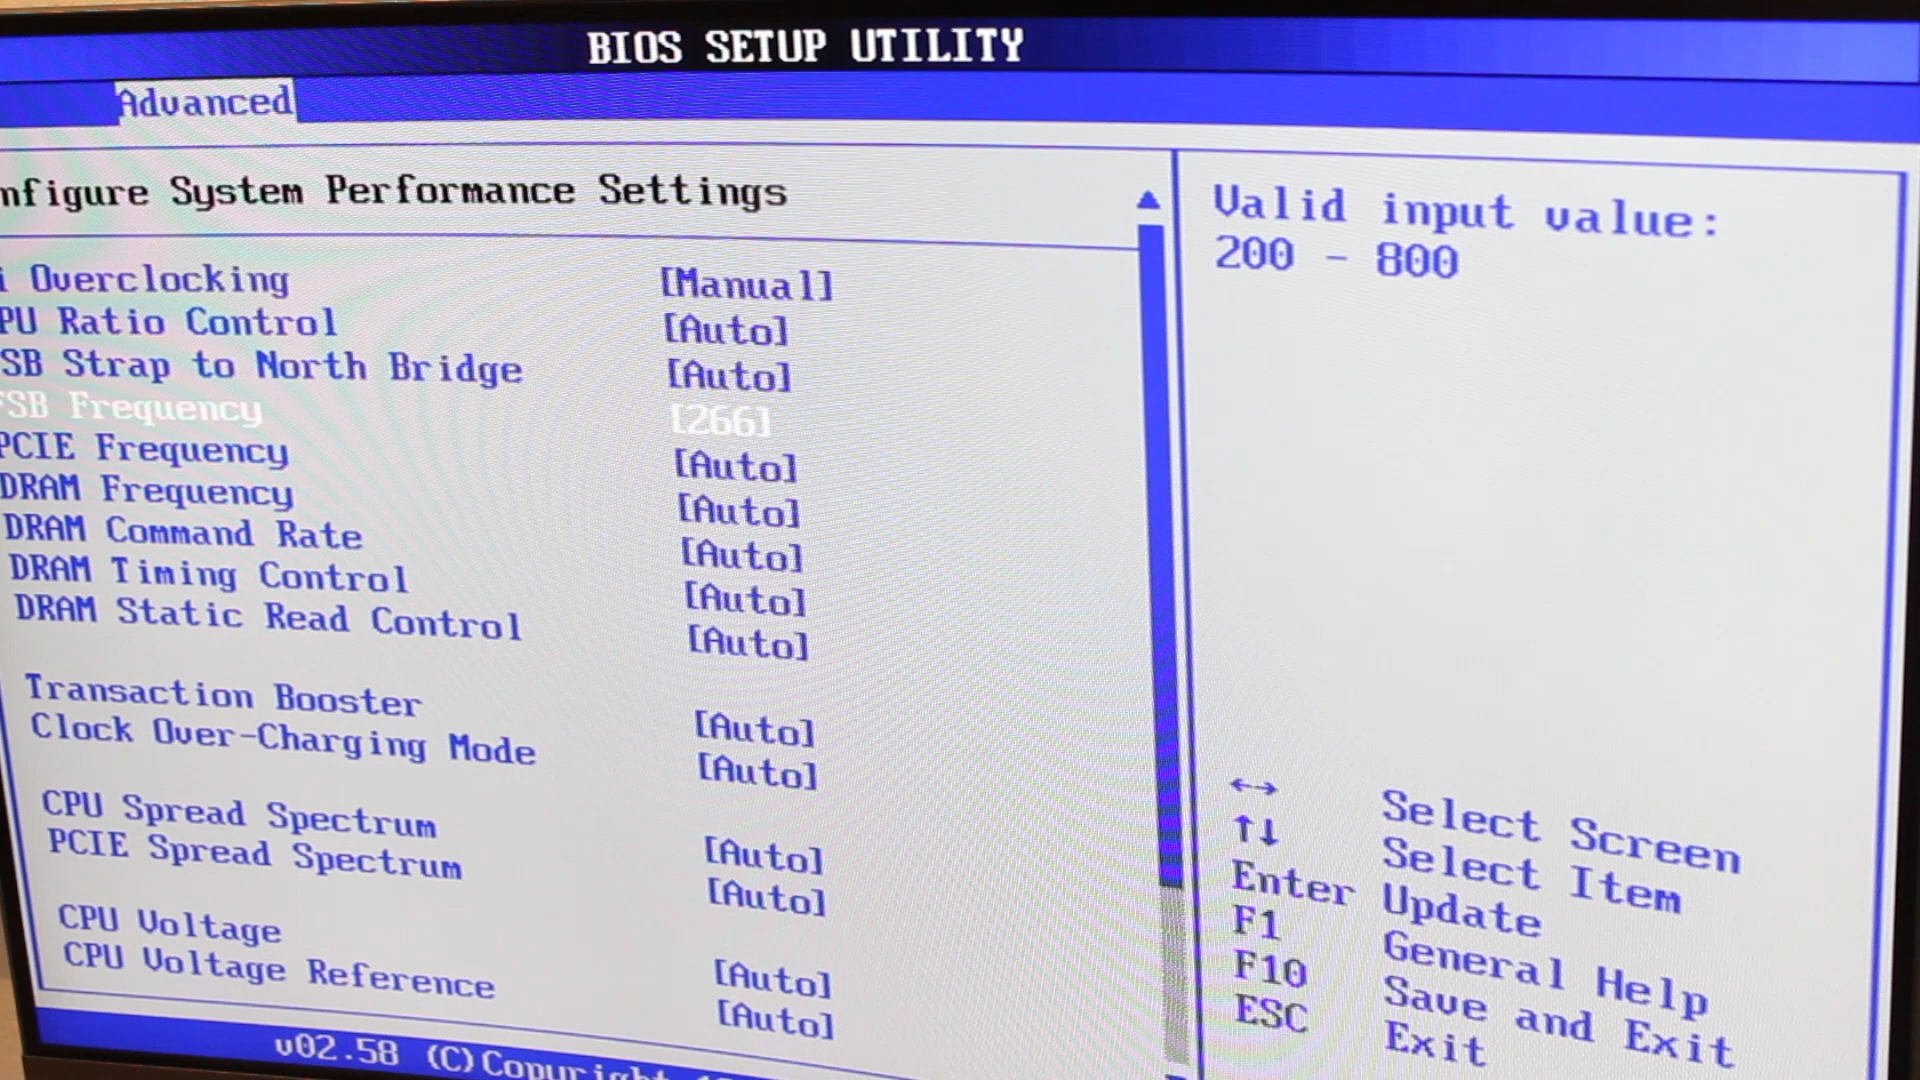 BIOS SETUP UTILITY
Advanced
nfigure System Performance Settings
i Overclocking [Manual]
PU Ratio Control [Auto]
SB Strap to North Bridge [Auto]
FSB Frequency [266]
PCIE Frequency [Auto]
DRAM Frequency [Auto]
DRAM Command Rate [Auto]
DRAM Timing Control [Auto]
DRAM Static Read Control [Auto]
Transaction Booster [Auto]
Clock Over-Charging Mode [Auto]
CPU Spread Spectrum [Auto]
PCIE Spread Spectrum [Auto]
CPU Voltage [Auto]
CPU Voltage Reference [Auto]
Valid input value:
200 - 800
←→ Select Screen
↑↓ Select Item
Enter Update
F1 General Help
F10 Save and Exit
ESC Exit
v02.58 (C)Copyright